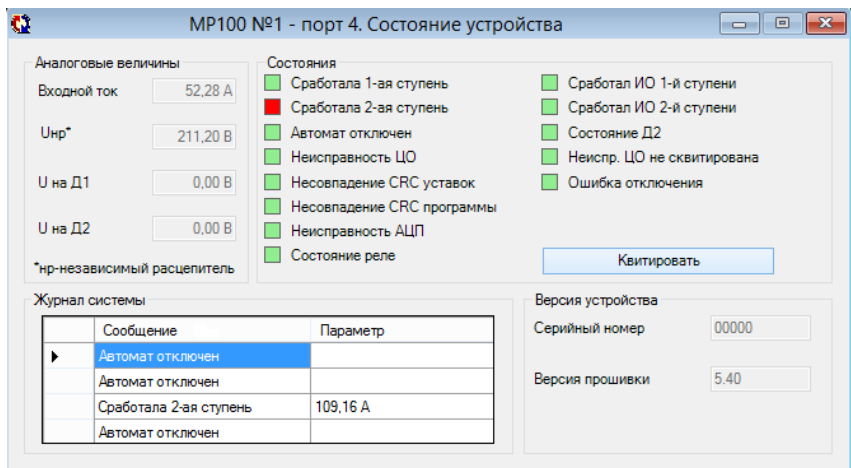 МР100 №1 - порт 4. Состояние устройства
Аналоговые величины
Входной ток 52,28 А
Uнр* 211,20 В
U на Д1 0,00 В
U на Д2 0,00 В
*нр-независимый расцепитель
Состояния
Сработала 1-ая ступень
Сработала 2-ая ступень
Автомат отключен
Неисправность ЦО
Несовпадение CRC уставок
Несовпадение CRC программы
Неисправность АЦП
Состояние реле
Сработал ИО 1-й ступени
Сработал ИО 2-й ступени
Состояние Д2
Неиспр. ЦО не сквитирована
Ошибка отключения
Квитировать
Журнал системы
Сообщение Параметр
Автомат отключен
Автомат отключен
Сработала 2-ая ступень 109,16 А
Автомат отключен
Версия устройства
Серийный номер 00000
Версия прошивки 5.40